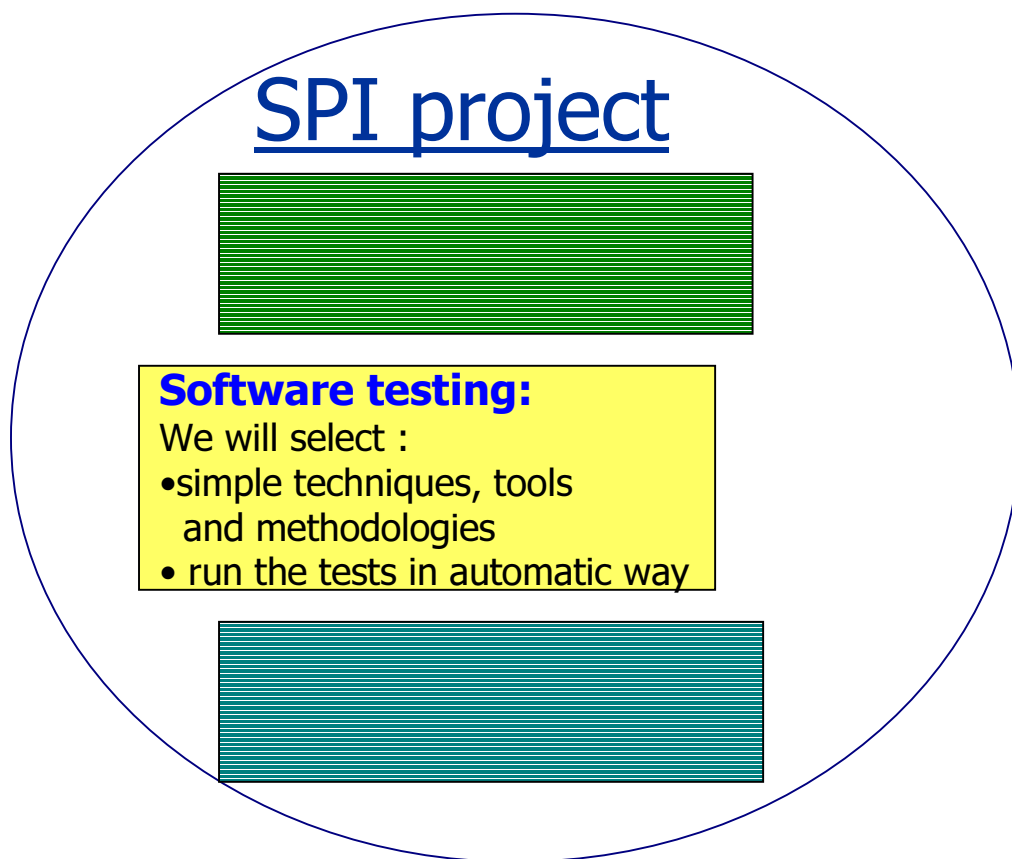 SPI project
Software testing:
We will select :
•simple techniques, tools
and methodologies
• run the tests in automatic way